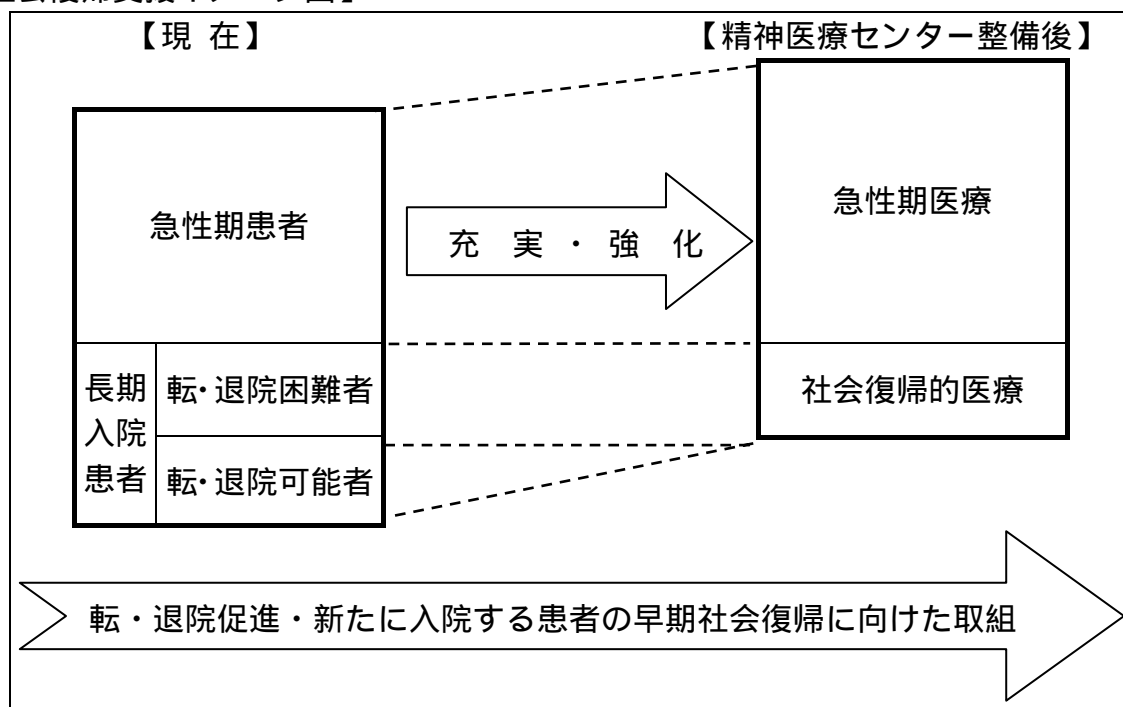 【現 在】
【精神医療センター整備後】
急性期患者
充 実 ・ 強 化
急性期医療
長期
入院
患者
転・退院困難者
転・退院可能者
社会復帰的医療
転・退院促進・新たに入院する患者の早期社会復帰に向けた取組